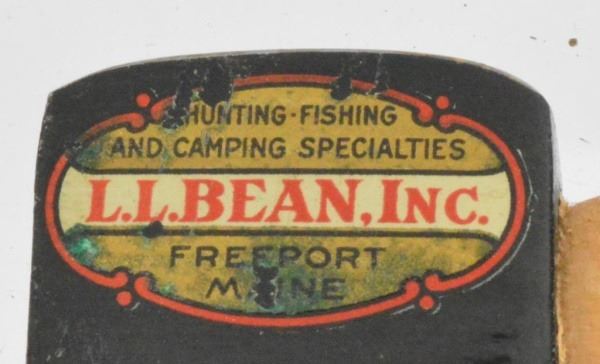 HUNTING·FISHING
AND CAMPING SPECIALTIES
L.L.BEAN, INC.
FREEPORT
MAINE